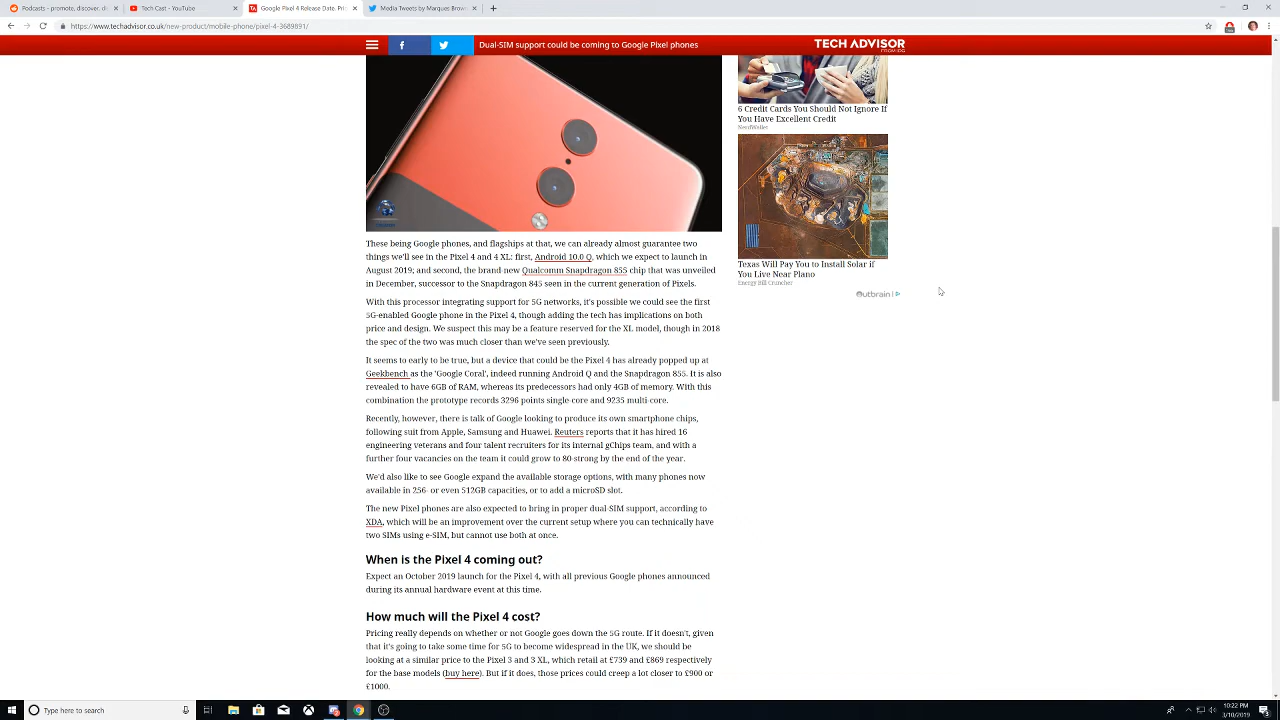 Podcasts - promote, discover, di
Tech Cast - YouTube
Google Pixel 4 Release Date, Pri
Media Tweets by Marques Brow
https://www.techadvisor.co.uk/new-product/mobile-phone/pixel-4-3689891/
Dual-SIM support could be coming to Google Pixel phones
TECH ADVISOR
FROM IDG
6 Credit Cards You Should Not Ignore If
You Have Excellent Credit
NerdWallet
Texas Will Pay You to Install Solar if
You Live Near Plano
Energy Bill Cruncher
Outbrain
These being Google phones, and flagships at that, we can already almost guarantee two
things we'll see in the Pixel 4 and 4 XL: first, Android 10.0 Q, which we expect to launch in
August 2019; and second, the brand-new Qualcomm Snapdragon 855 chip that was unveiled
in December, successor to the Snapdragon 845 seen in the current generation of Pixels.
With this processor integrating support for 5G networks, it's possible we could see the first
5G-enabled Google phone in the Pixel 4, though adding the tech has implications on both
price and design. We suspect this may be a feature reserved for the XL model, though in 2018
the spec of the two was much closer than we've seen previously.
It seems to early to be true, but a device that could be the Pixel 4 has already popped up at
Geekbench as the 'Google Coral', indeed running Android Q and the Snapdragon 855. It is also
revealed to have 6GB of RAM, whereas its predecessors had only 4GB of memory. With this
combination the prototype records 3296 points single-core and 9235 multi-core.
Recently, however, there is talk of Google looking to produce its own smartphone chips,
following suit from Apple, Samsung and Huawei. Reuters reports that it has hired 16
engineering veterans and four talent recruiters for its internal gChips team, and with a
further four vacancies on the team it could grow to 80-strong by the end of the year.
We'd also like to see Google expand the available storage options, with many phones now
available in 256- or even 512GB capacities, or to add a microSD slot.
The new Pixel phones are also expected to bring in proper dual-SIM support, according to
XDA, which will be an improvement over the current setup where you can technically have
two SIMs using e-SIM, but cannot use both at once.
When is the Pixel 4 coming out?
Expect an October 2019 launch for the Pixel 4, with all previous Google phones announced
during its annual hardware event at this time.
How much will the Pixel 4 cost?
Pricing really depends on whether or not Google goes down the 5G route. If it doesn't, given
that it's going to take some time for 5G to become widespread in the UK, we should be
looking at a similar price to the Pixel 3 and 3 XL, which retail at £739 and £869 respectively
for the base models (buy here). But if it does, those prices could creep a lot closer to £900 or
£1000.
Type here to search
10:22 PM
3/10/2019